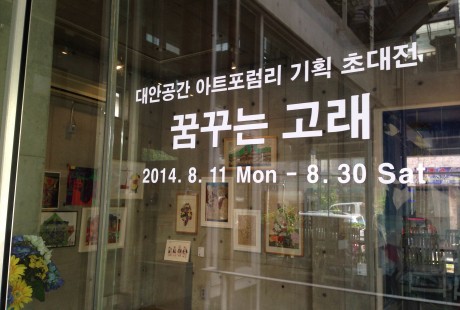 대안공간 아트포럼리 기획 초대전
꿈꾸는 고래
2014. 8. 11 Mon - 8. 30 Sat